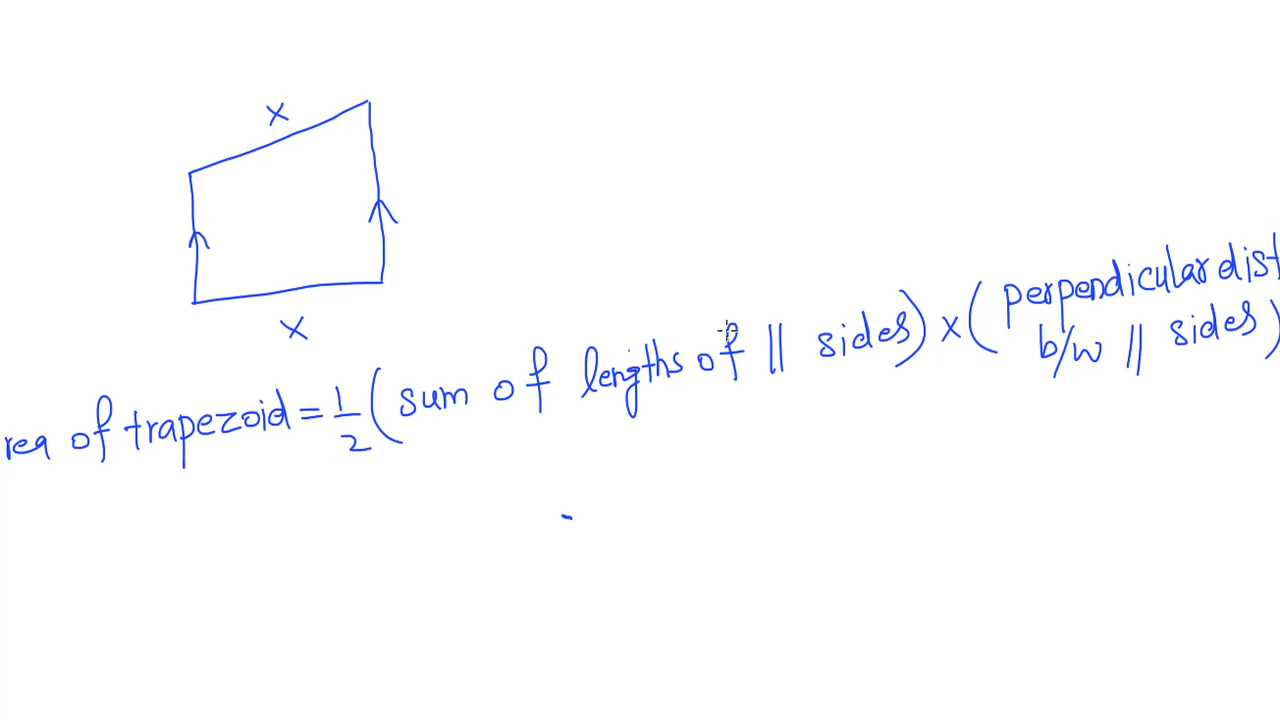 x
x
rea of trapezoid = 1/2 (sum of lengths of || sides) x (perpendicular dist
b/w || sides)